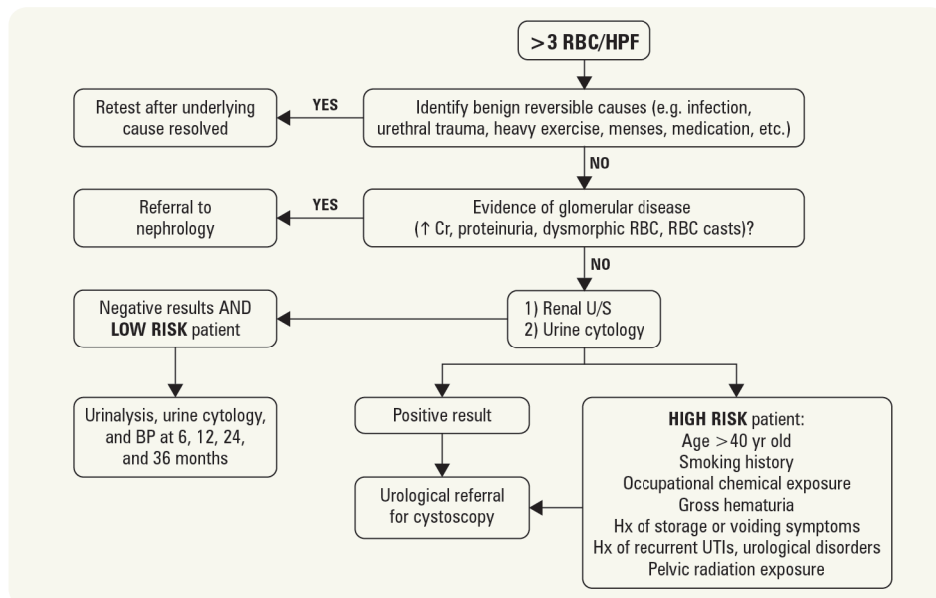 >3 RBC/HPF
Identify benign reversible causes (e.g. infection,
urethral trauma, heavy exercise, menses, medication, etc.)
YES
Retest after underlying
cause resolved
NO
Evidence of glomerular disease
(↑ Cr, proteinuria, dysmorphic RBC, RBC casts)?
YES
Referral to
nephrology
NO
1) Renal U/S
2) Urine cytology
Negative results AND
LOW RISK patient
Urinalysis, urine cytology,
and BP at 6, 12, 24,
and 36 months
Positive result
Urological referral
for cystoscopy
HIGH RISK patient:
Age >40 yr old
Smoking history
Occupational chemical exposure
Gross hematuria
Hx of storage or voiding symptoms
Hx of recurrent UTIs, urological disorders
Pelvic radiation exposure